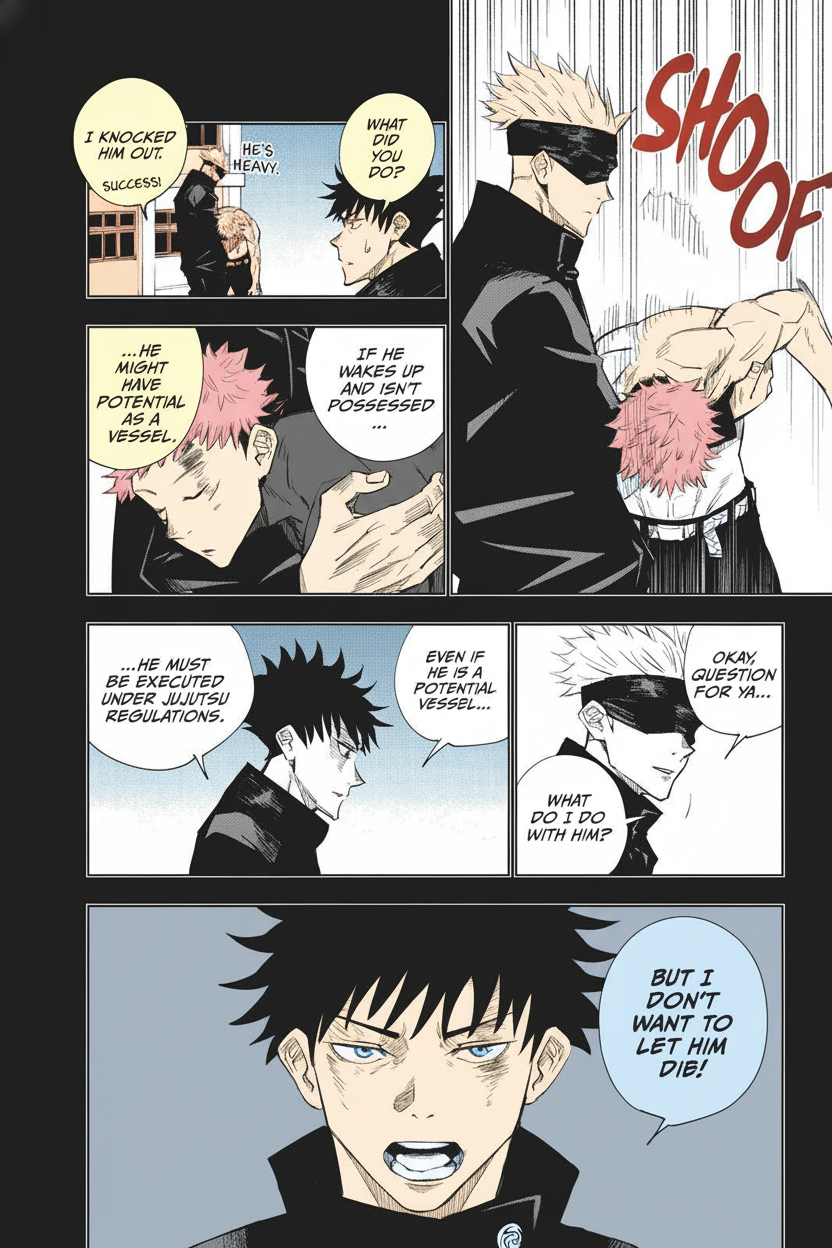 SHOOF
WHAT
DID
YOU
DO?
I KNOCKED
HIM OUT.
SUCCESS!
HE'S
HEAVY.
IF HE
WAKES UP
AND ISN'T
POSSESSED
...
...HE
MIGHT
HAVE
POTENTIAL
AS A
VESSEL.
OKAY,
QUESTION
FOR YA...
WHAT
DO I DO
WITH HIM?
EVEN IF
HE IS A
POTENTIAL
VESSEL...
...HE MUST
BE EXECUTED
UNDER JUJUTSU
REGULATIONS.
BUT I
DON'T
WANT TO
LET HIM
DIE!